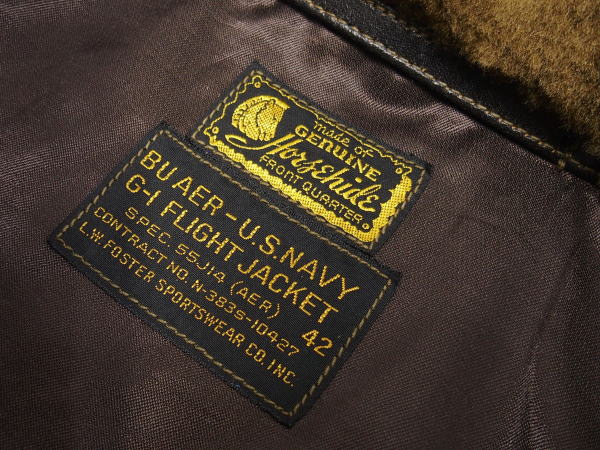 made of
GENUINE
Horsehide
FRONT QUARTER
BU AER - U.S. NAVY
G-1 FLIGHT JACKET
SPEC. 55J14 (AER) 42
CONTRACT NO. N-383S-10427
L.W. FOSTER SPORTSWEAR CO. INC.